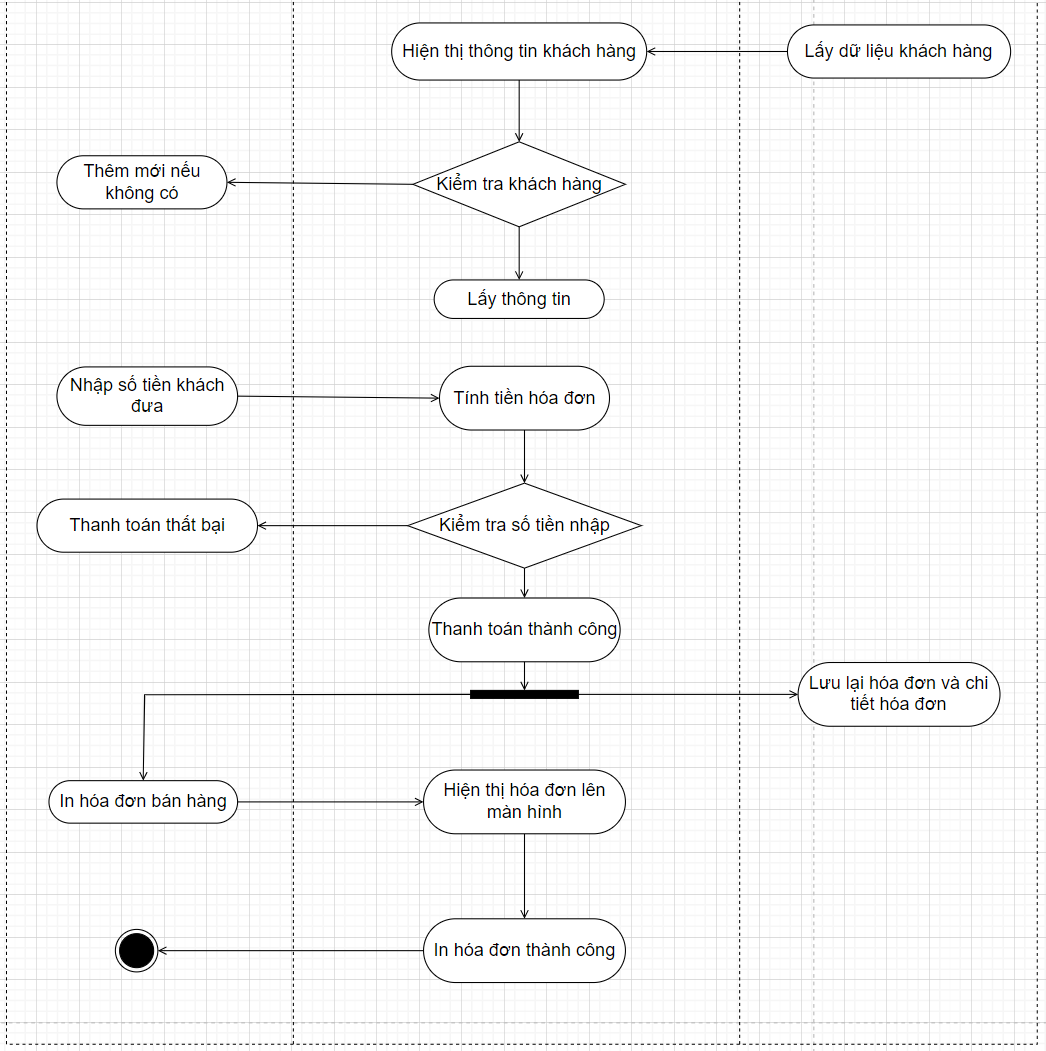 Hiện thị thông tin khách hàng
Lấy dữ liệu khách hàng
Thêm mới nếu
không có
Kiểm tra khách hàng
Lấy thông tin
Nhập số tiền khách
đưa
Tính tiền hóa đơn
Thanh toán thất bại
Kiểm tra số tiền nhập
Thanh toán thành công
Lưu lại hóa đơn và chi
tiết hóa đơn
In hóa đơn bán hàng
Hiện thị hóa đơn lên
màn hình
In hóa đơn thành công